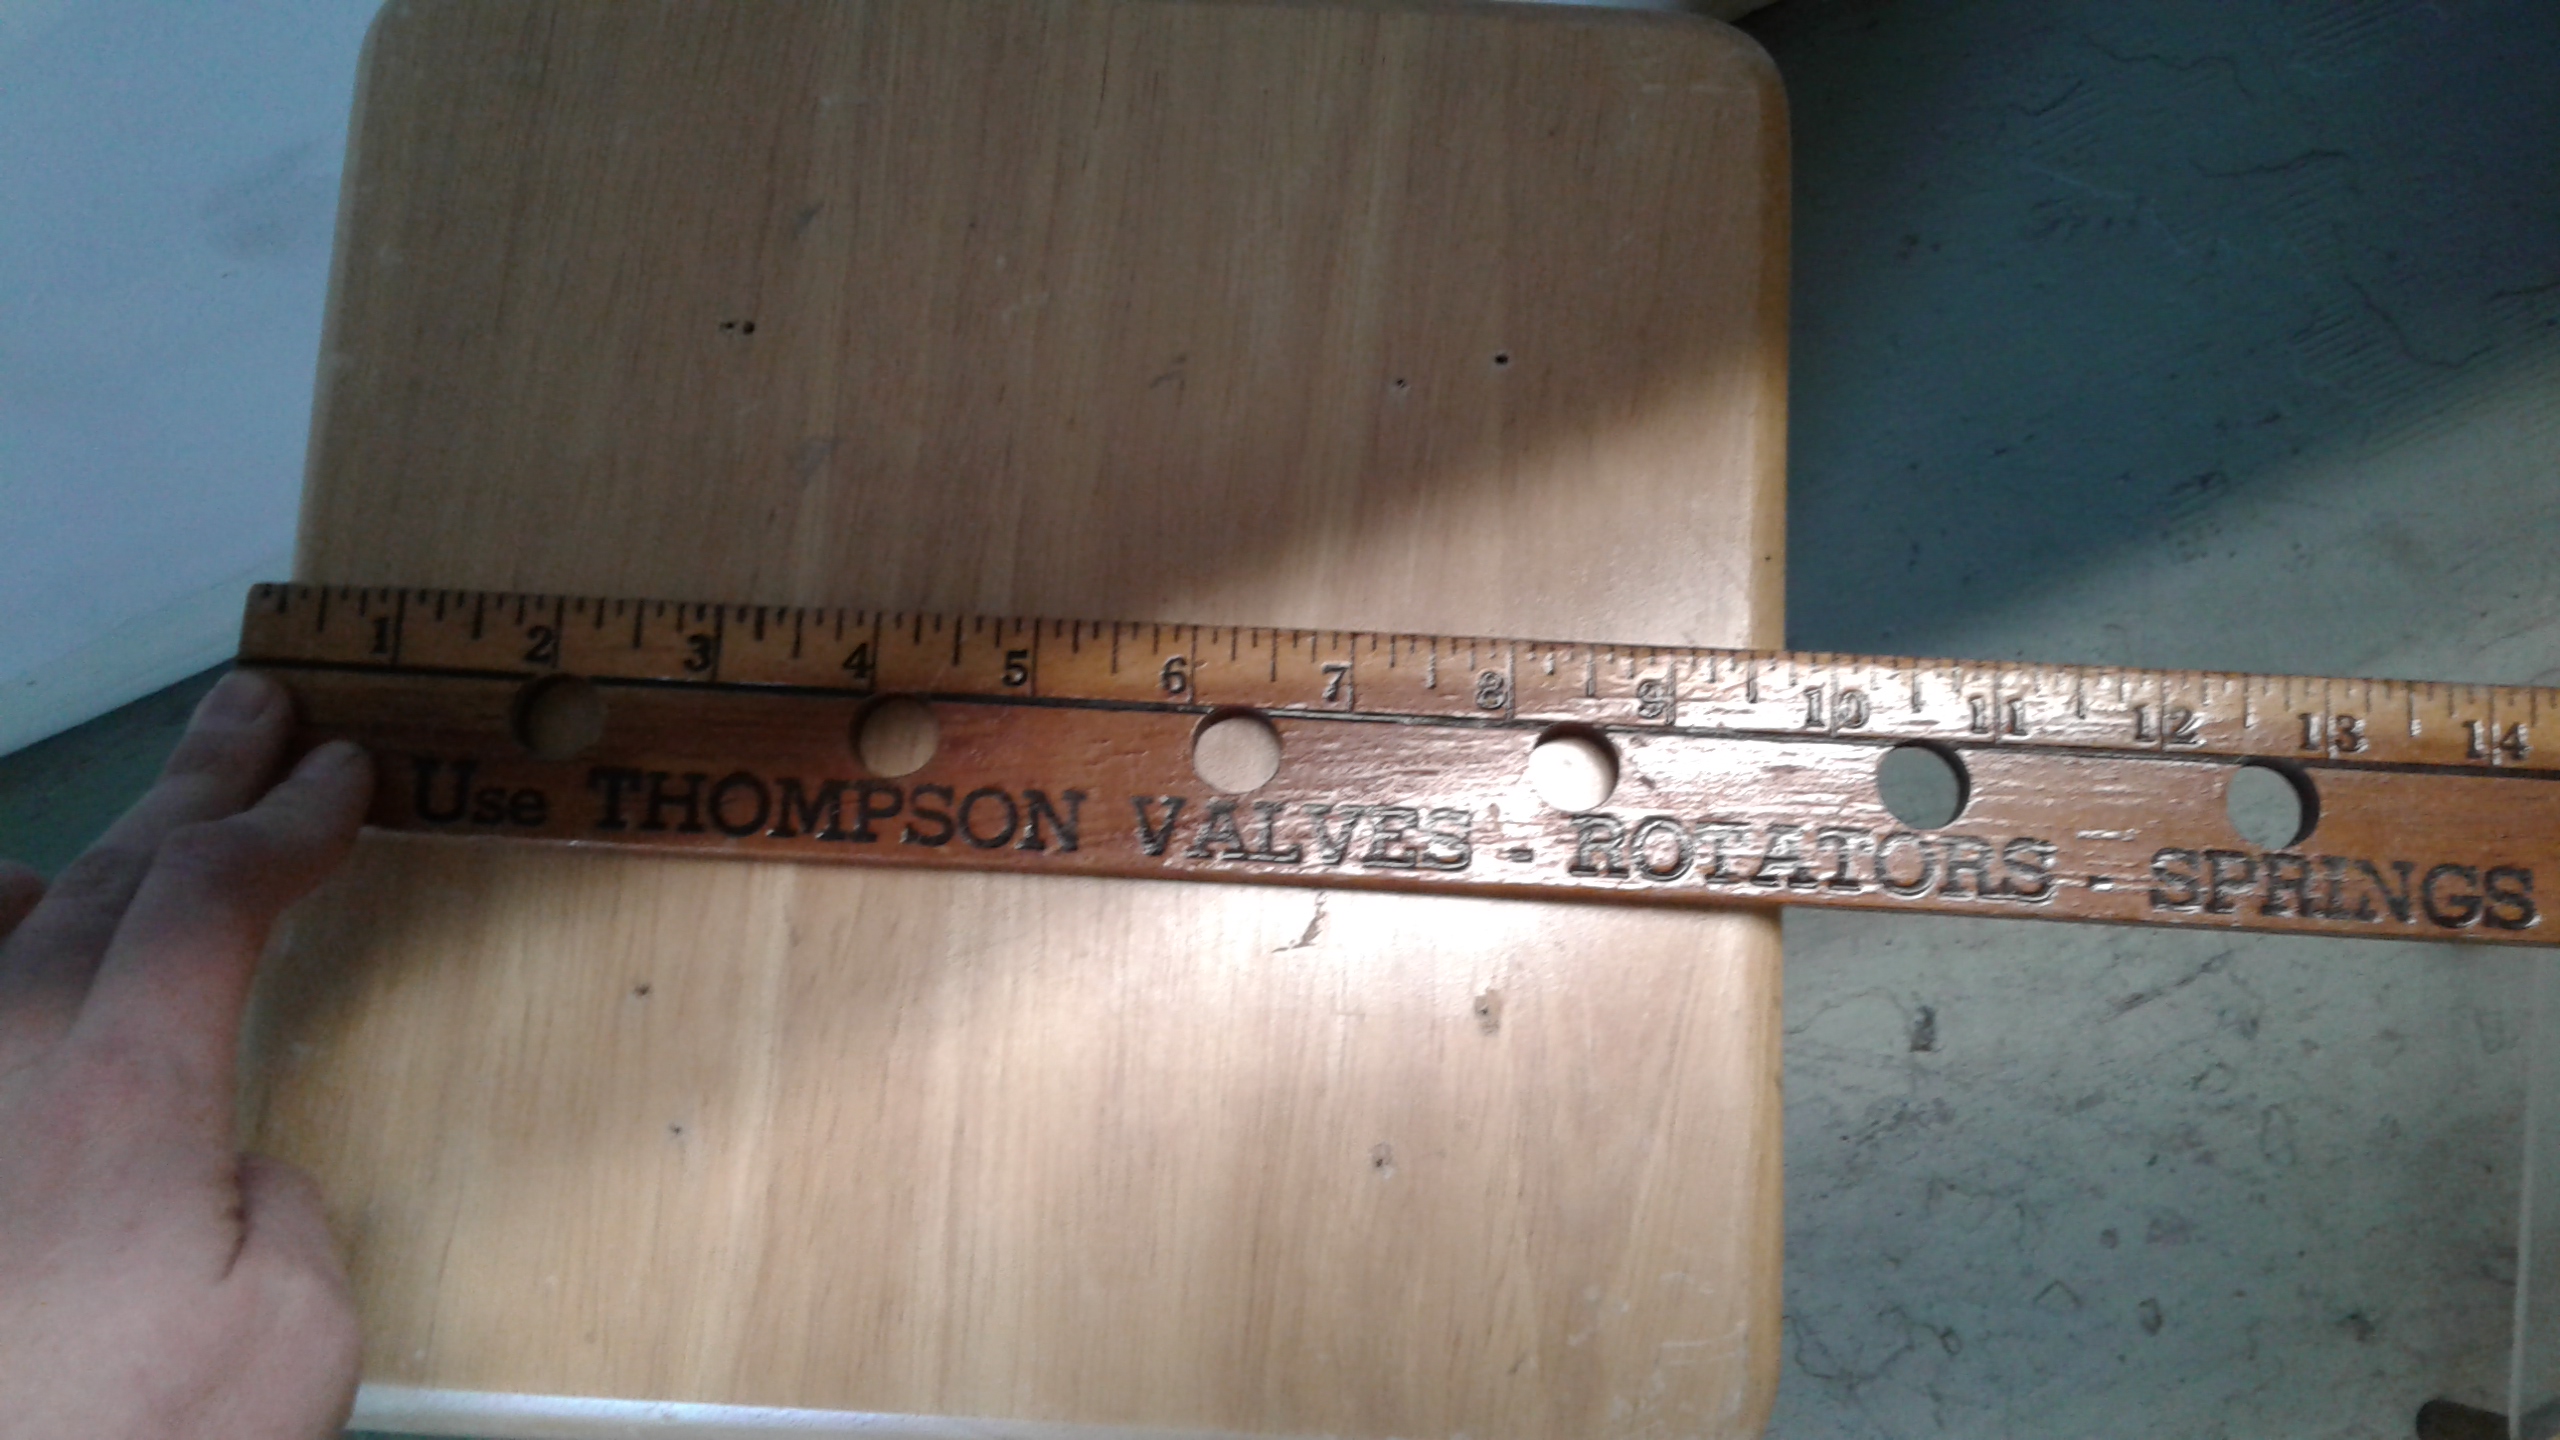 1 2 3 4 5 6 7 8 9 10 11 12 13 14
Use THOMPSON VALVES - ROTATORS - SPRINGS